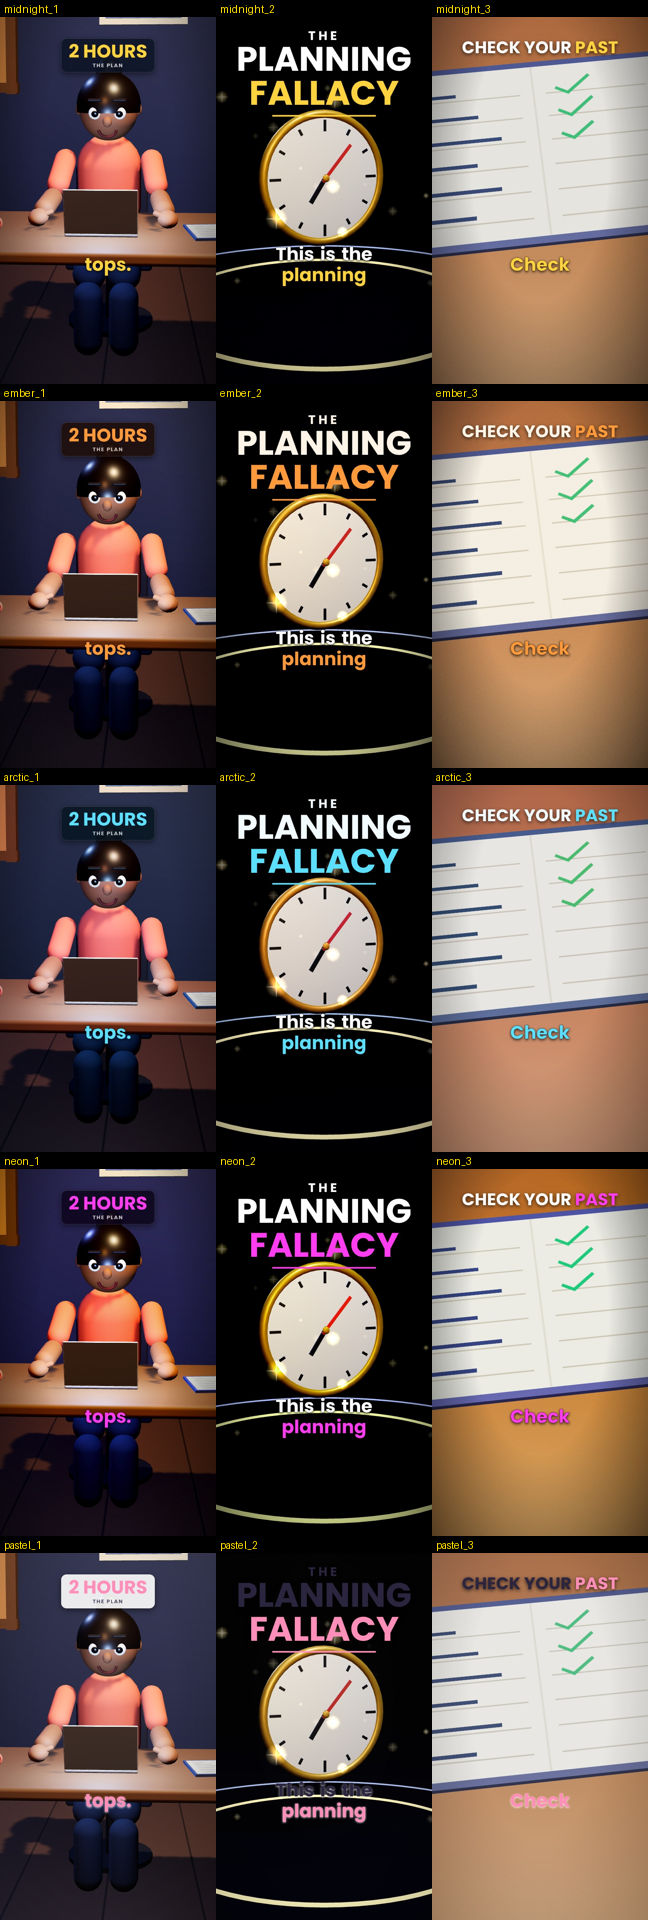 midnight_1
2 HOURS
THE PLAN
tops.
midnight_2
THE
PLANNING
FALLACY
This is the
planning
midnight_3
CHECK YOUR PAST
Check
ember_1
2 HOURS
THE PLAN
tops.
ember_2
THE
PLANNING
FALLACY
This is the
planning
ember_3
CHECK YOUR PAST
Check
arctic_1
2 HOURS
THE PLAN
tops.
arctic_2
THE
PLANNING
FALLACY
This is the
planning
arctic_3
CHECK YOUR PAST
Check
neon_1
2 HOURS
THE PLAN
tops.
neon_2
THE
PLANNING
FALLACY
This is the
planning
neon_3
CHECK YOUR PAST
Check
pastel_1
2 HOURS
THE PLAN
tops.
pastel_2
THE
PLANNING
FALLACY
This is the
planning
pastel_3
CHECK YOUR PAST
Check